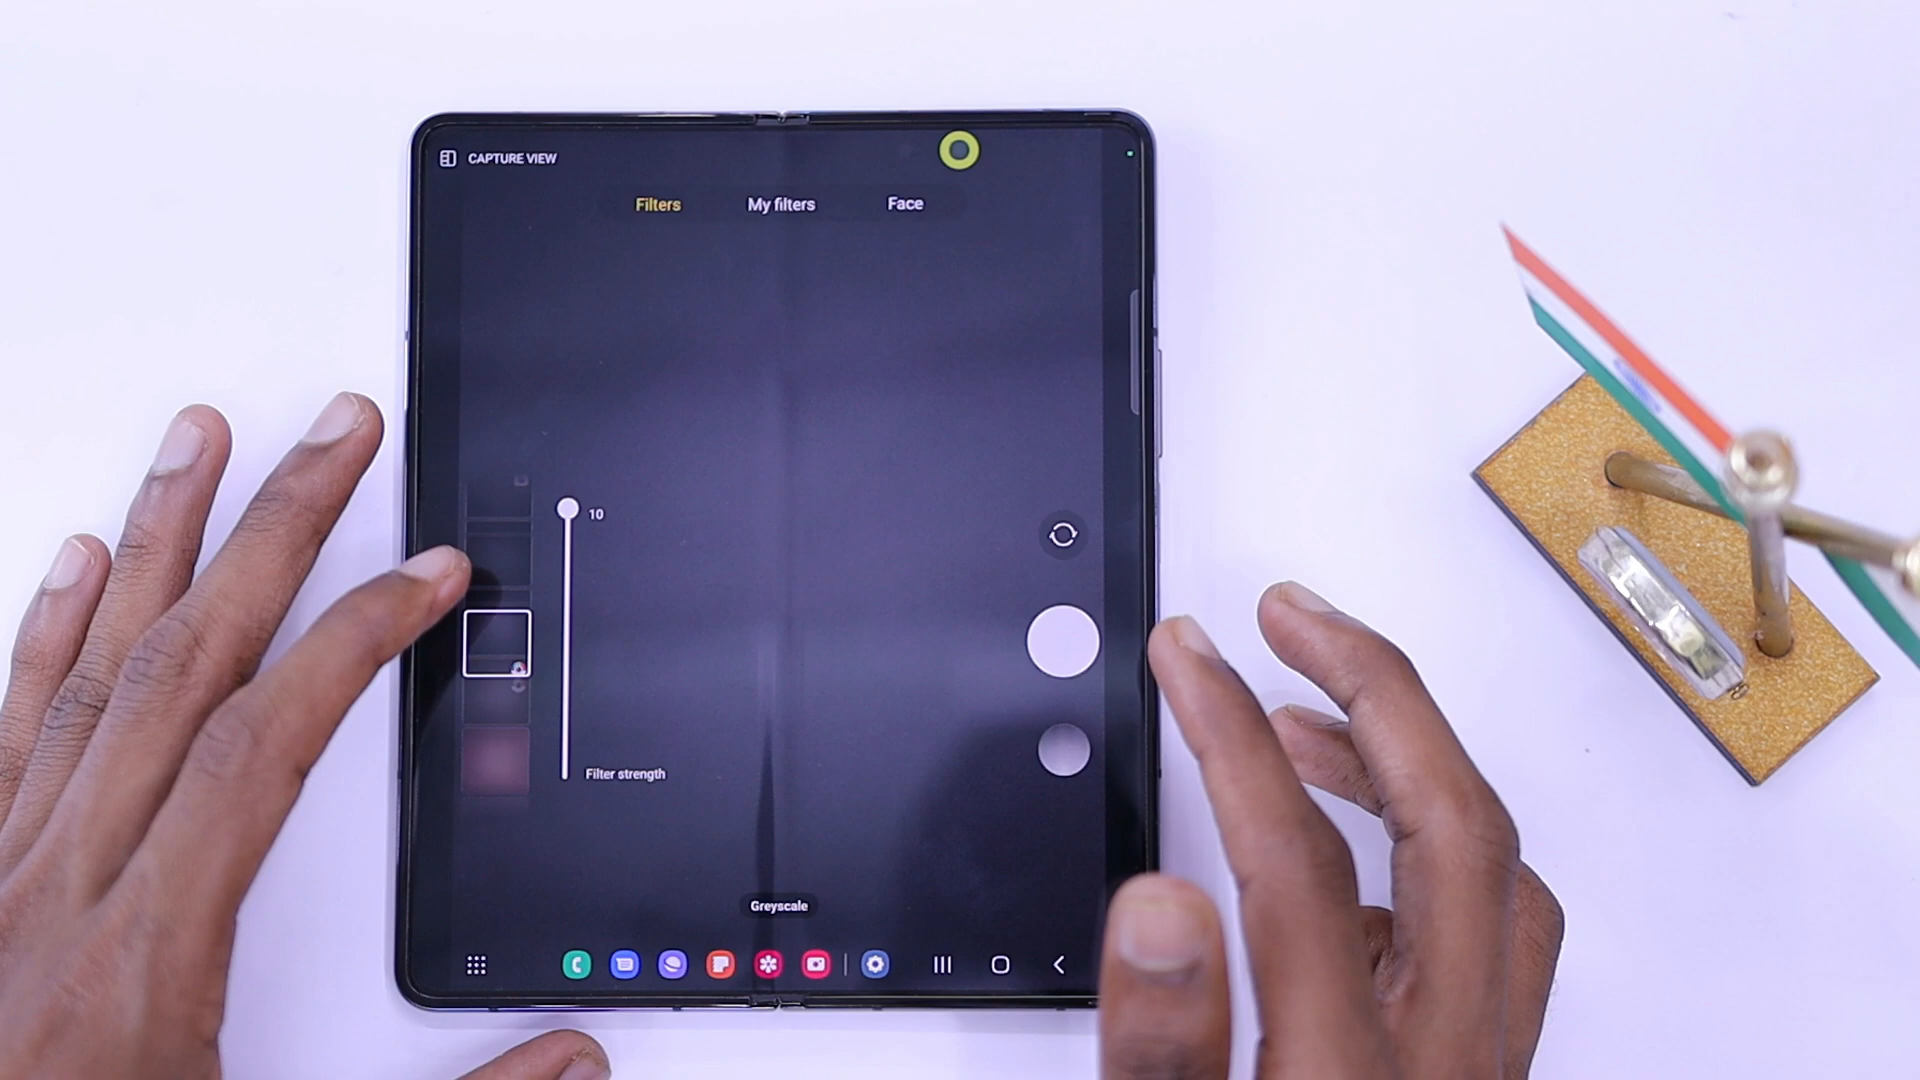 CAPTURE VIEW
Filters My filters Face
10
Filter strength
Greyscale